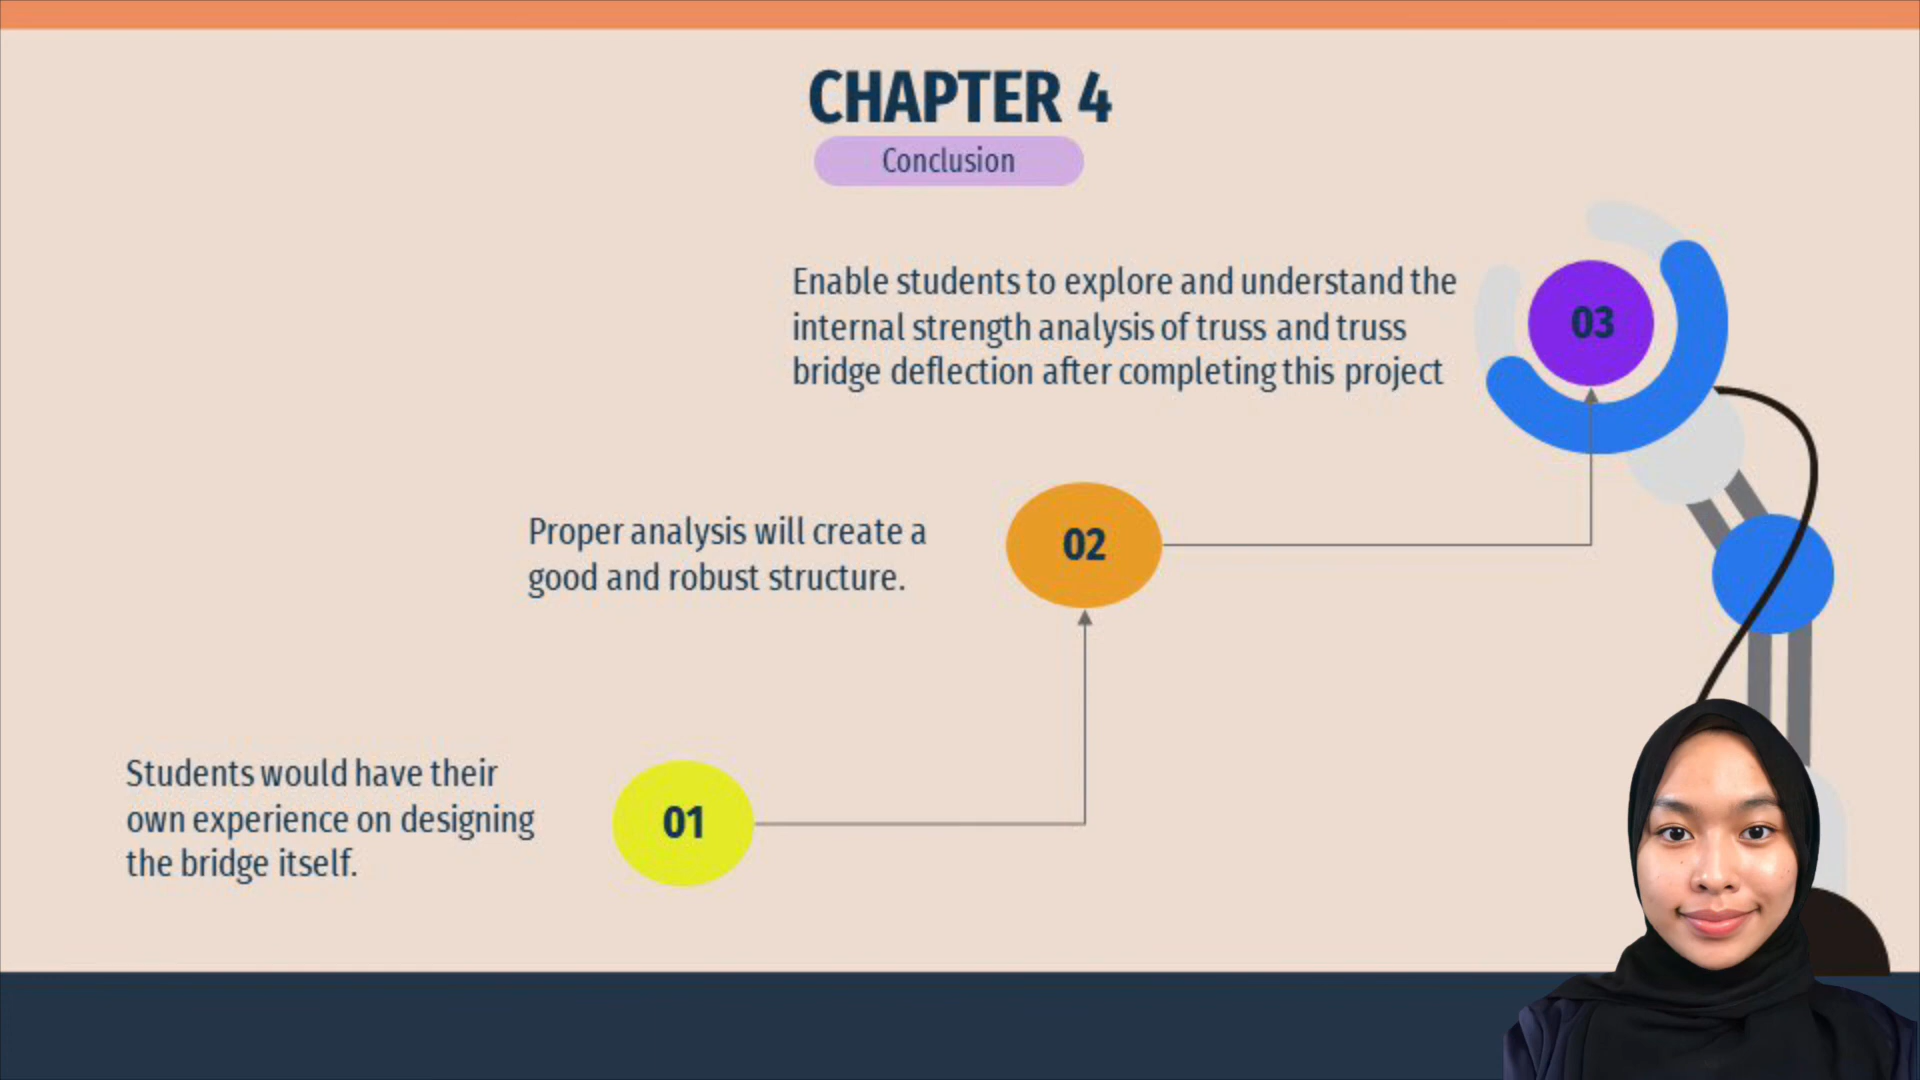 CHAPTER 4
Conclusion
Enable students to explore and understand the
internal strength analysis of truss and truss
bridge deflection after completing this project
03
Proper analysis will create a
good and robust structure.
02
Students would have their
own experience on designing
the bridge itself.
01